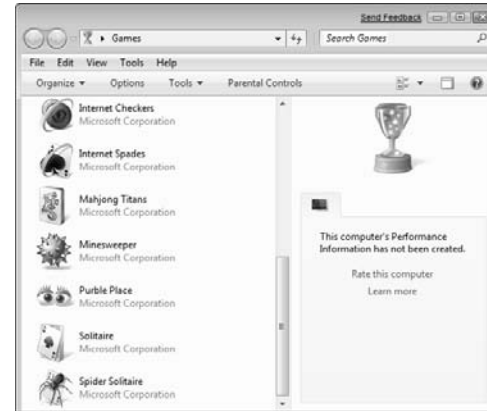 Send Feedback
Games
Search Games
File Edit View Tools Help
Organize Options Tools Parental Controls
Internet Checkers
Microsoft Corporation
Internet Spades
Microsoft Corporation
Mahjong Titans
Microsoft Corporation
Minesweeper
Microsoft Corporation
Purble Place
Microsoft Corporation
Solitaire
Microsoft Corporation
Spider Solitaire
Microsoft Corporation
This computer's Performance
Information has not been created.
Rate this computer
Learn more